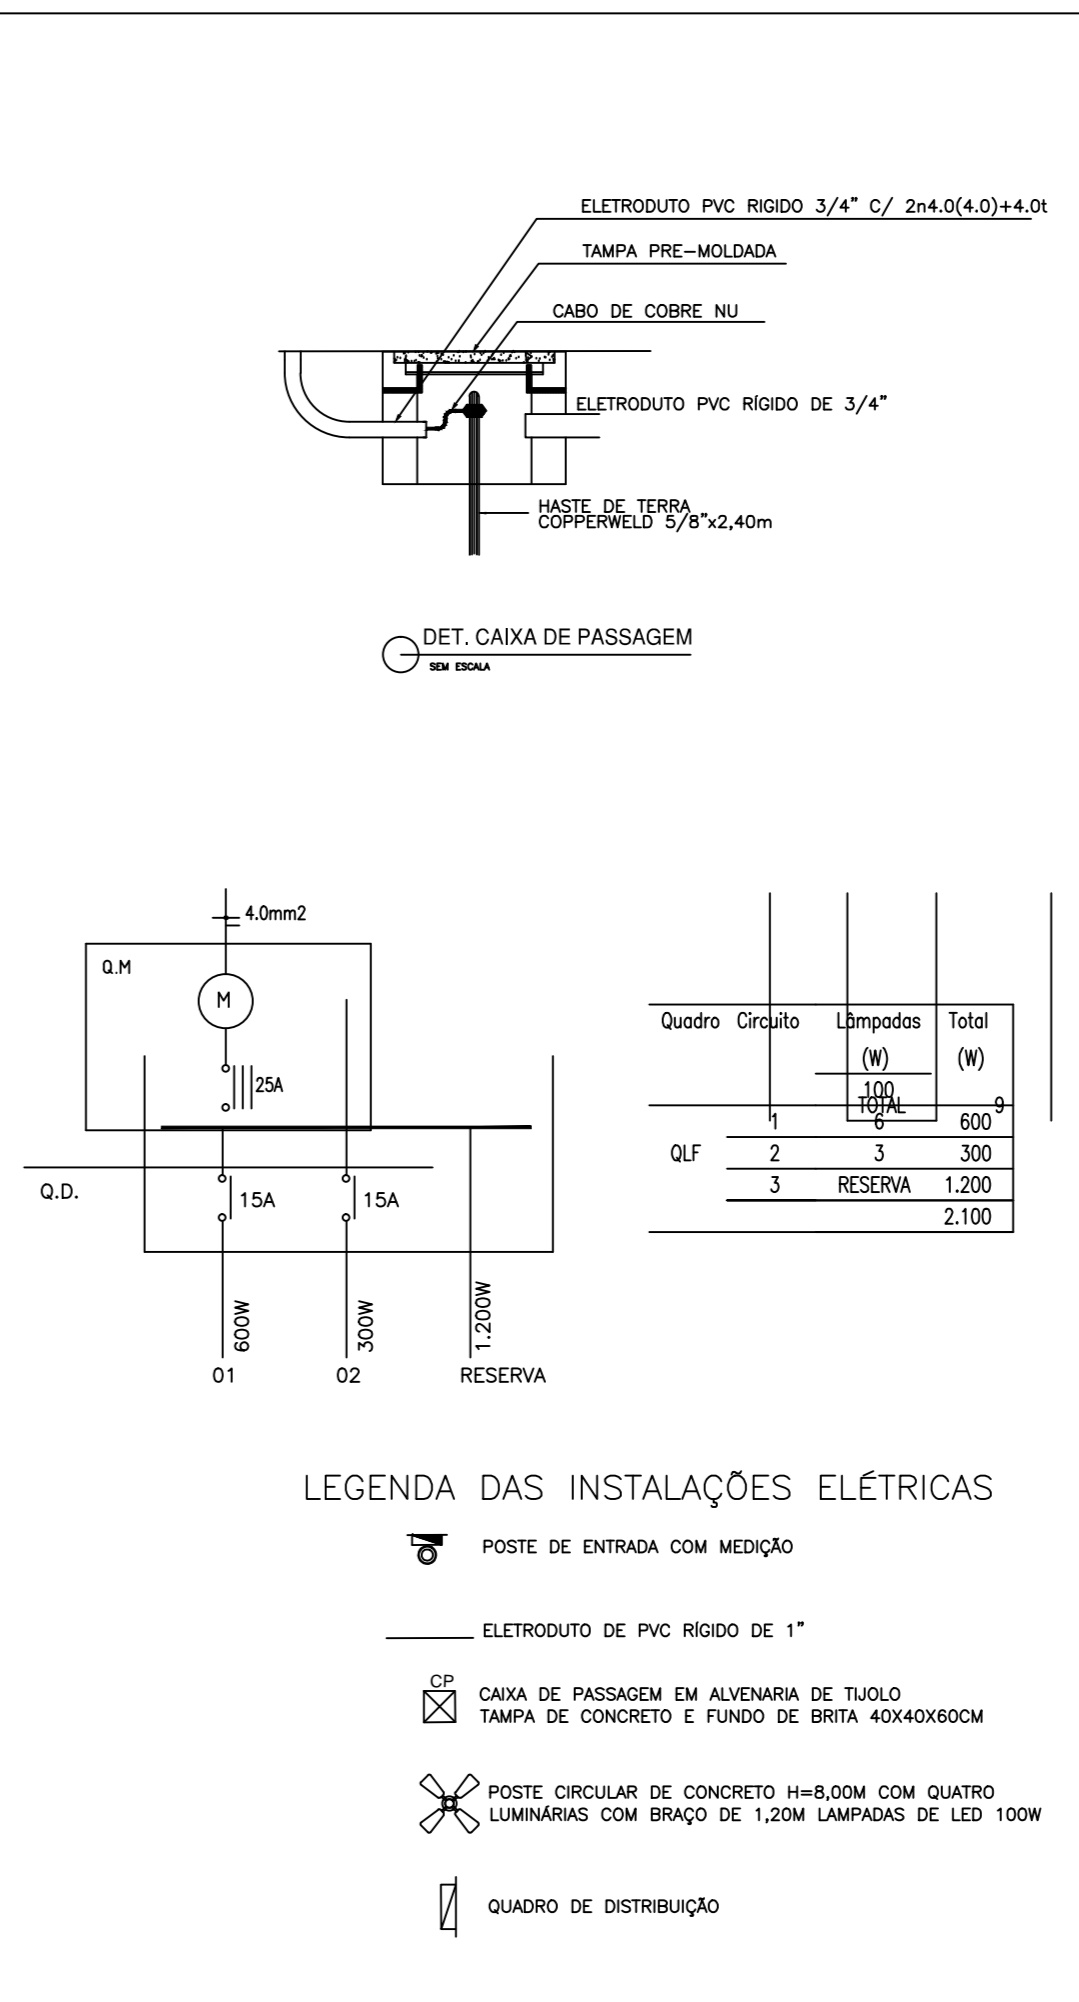 ELETRODUTO PVC RIGIDO 3/4" C/ 2n4.0(4.0)+4.0t
TAMPA PRE-MOLDADA
CABO DE COBRE NU
ELETRODUTO PVC RÍGIDO DE 3/4"
HASTE DE TERRA
COPPERWELD 5/8"x2,40m
DET. CAIXA DE PASSAGEM
SEM ESCALA
4.0mm2
Q.M
M
25A
Q.D.
15A 15A
600W 300W 1.200W
01 02 RESERVA
Quadro Circuito Lâmpadas Total
(W) (W)
100
TOTAL 9
1 6 600
QLF 2 3 300
3 RESERVA 1.200
2.100
LEGENDA DAS INSTALAÇÕES ELÉTRICAS
POSTE DE ENTRADA COM MEDIÇÃO
ELETRODUTO DE PVC RÍGIDO DE 1"
CP
CAIXA DE PASSAGEM EM ALVENARIA DE TIJOLO
TAMPA DE CONCRETO E FUNDO DE BRITA 40X40X60CM
POSTE CIRCULAR DE CONCRETO H=8,00M COM QUATRO
LUMINÁRIAS COM BRAÇO DE 1,20M LAMPADAS DE LED 100W
QUADRO DE DISTRIBUIÇÃO